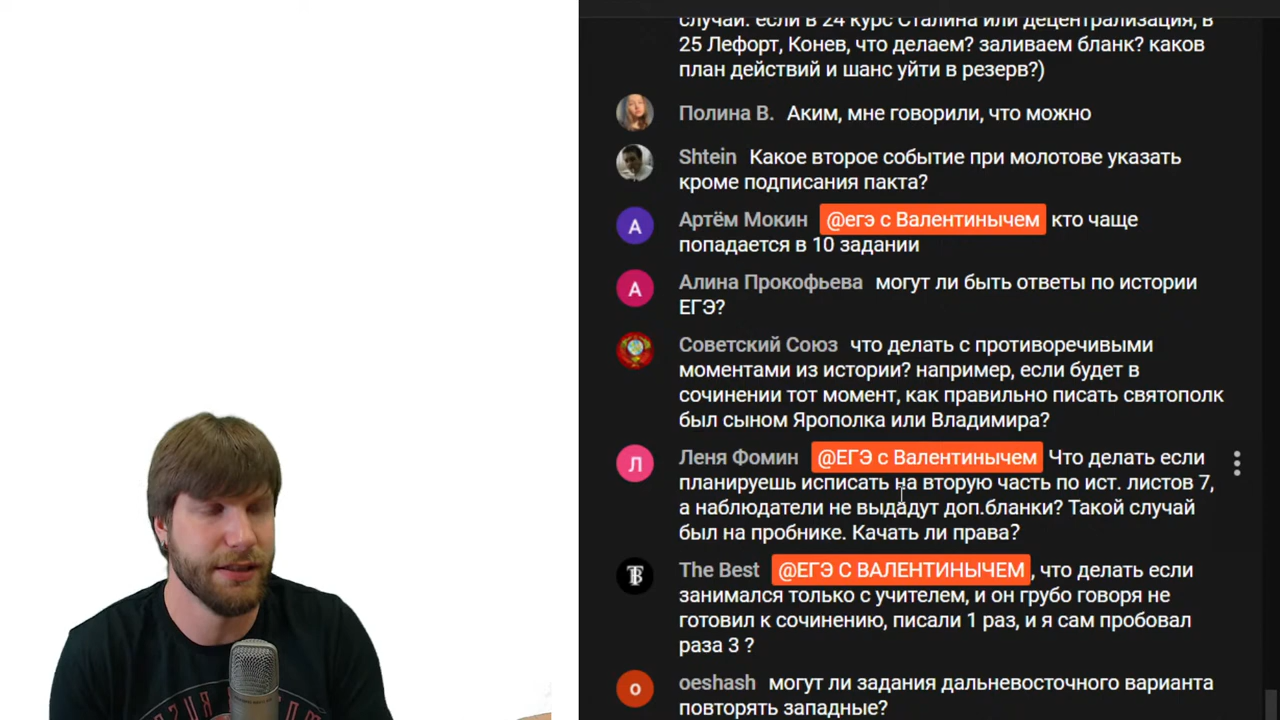 случай. если в 24 курс Сталина или децентрализация, в
25 Лефорт, Конев, что делаем? заливаем бланк? каков
план действий и шанс уйти в резерв?)
Полина В. Аким, мне говорили, что можно
Shtein Какое второе событие при молотове указать
кроме подписания пакта?
А Артём Мокин @егэ с Валентинычем кто чаще
попадается в 10 задании
А Алина Прокофьева могут ли быть ответы по истории
ЕГЭ?
Советский Союз что делать с противоречивыми
моментами из истории? например, если будет в
сочинении тот момент, как правильно писать святополк
был сыном Ярополка или Владимира?
Л Леня Фомин @ЕГЭ с Валентинычем Что делать если
планируешь исписать на вторую часть по ист. листов 7,
а наблюдатели не выдадут доп.бланки? Такой случай
был на пробнике. Качать ли права?
TB The Best @ЕГЭ С ВАЛЕНТИНЫЧЕМ, что делать если
занимался только с учителем, и он грубо говоря не
готовил к сочинению, писали 1 раз, и я сам пробовал
раза 3 ?
o oeshash могут ли задания дальневосточного варианта
повторять западные?